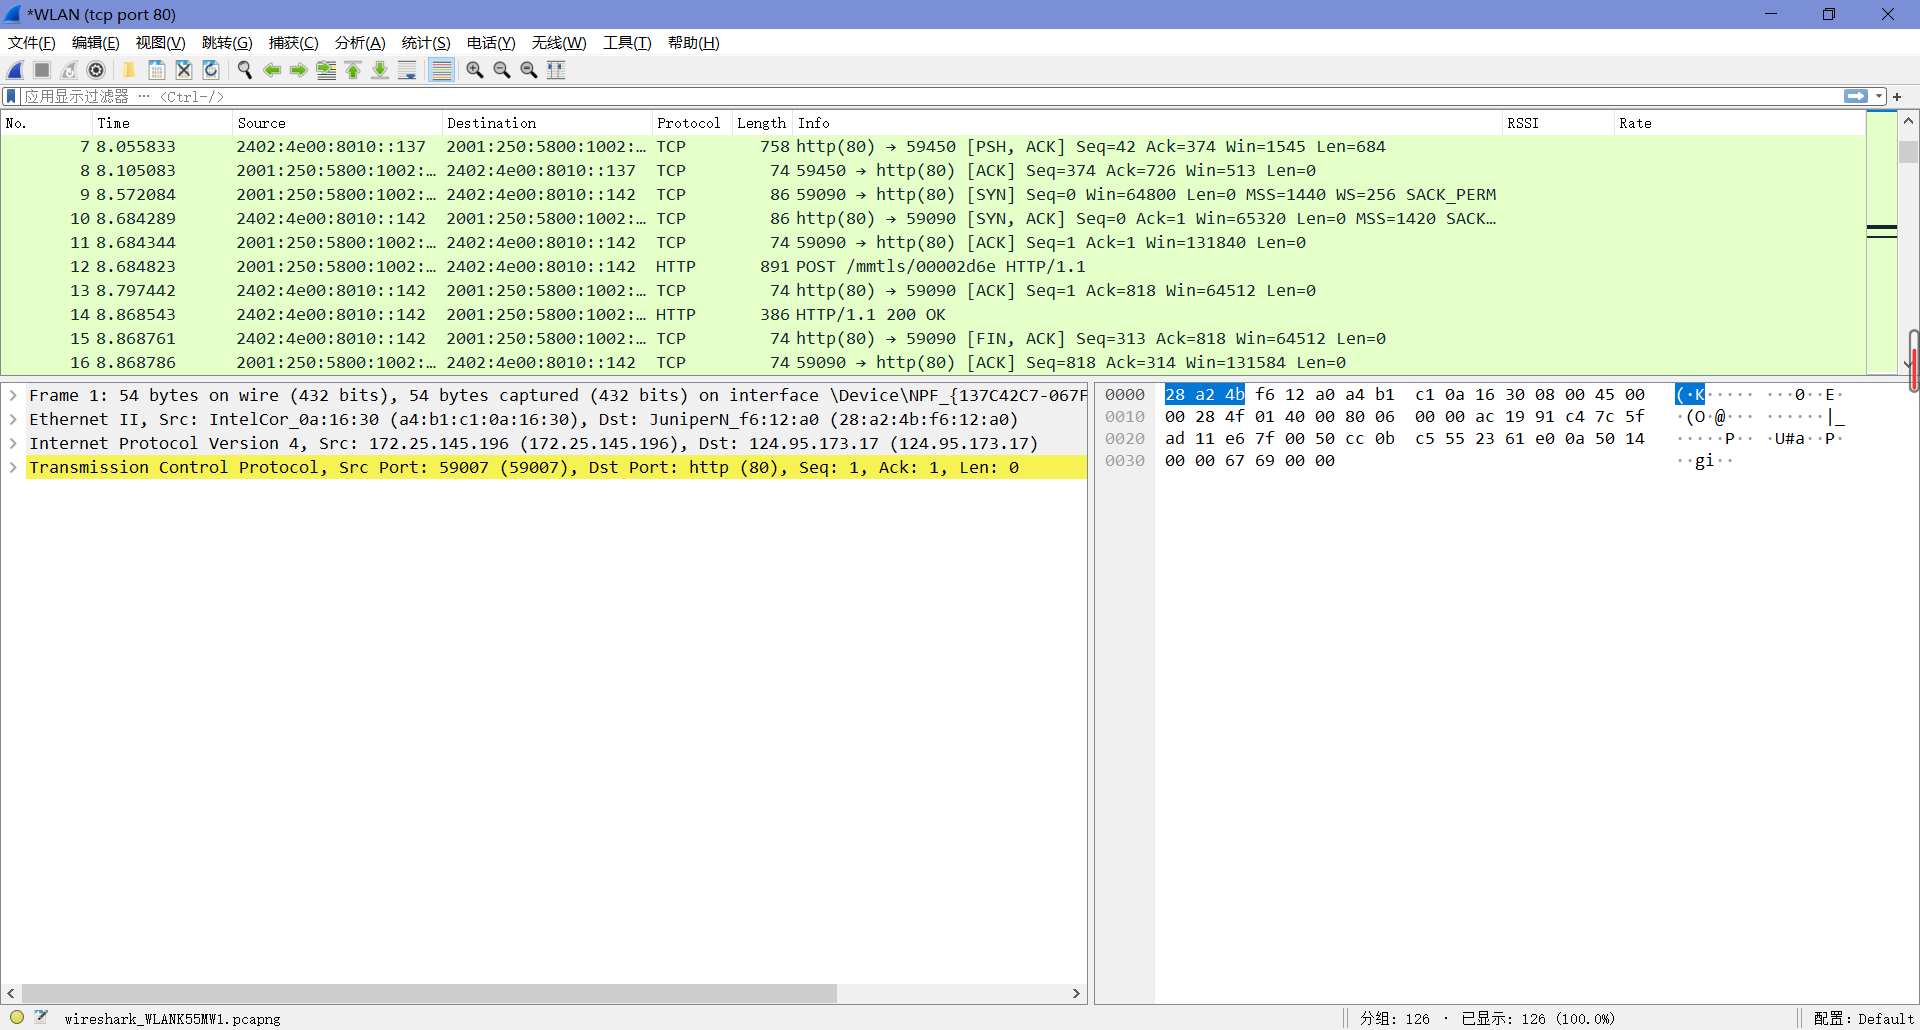 *WLAN (tcp port 80)
文件(F) 编辑(E) 视图(V) 跳转(G) 捕获(C) 分析(A) 统计(S) 电话(Y) 无线(W) 工具(T) 帮助(H)
应用显示过滤器 … <Ctrl-/>
No. Time Source Destination Protocol Length Info RSSI Rate
7 8.055833 2402:4e00:8010::137 2001:250:5800:1002:… TCP 758 http(80) → 59450 [PSH, ACK] Seq=42 Ack=374 Win=1545 Len=684
8 8.105083 2001:250:5800:1002:… 2402:4e00:8010::137 TCP 74 59450 → http(80) [ACK] Seq=374 Ack=726 Win=513 Len=0
9 8.572084 2001:250:5800:1002:… 2402:4e00:8010::142 TCP 86 59090 → http(80) [SYN] Seq=0 Win=64800 Len=0 MSS=1440 WS=256 SACK_PERM
10 8.684289 2402:4e00:8010::142 2001:250:5800:1002:… TCP 86 http(80) → 59090 [SYN, ACK] Seq=0 Ack=1 Win=65320 Len=0 MSS=1420 SACK…
11 8.684344 2001:250:5800:1002:… 2402:4e00:8010::142 TCP 74 59090 → http(80) [ACK] Seq=1 Ack=1 Win=131840 Len=0
12 8.684823 2001:250:5800:1002:… 2402:4e00:8010::142 HTTP 891 POST /mmtls/00002d6e HTTP/1.1
13 8.797442 2402:4e00:8010::142 2001:250:5800:1002:… TCP 74 http(80) → 59090 [ACK] Seq=1 Ack=818 Win=64512 Len=0
14 8.868543 2402:4e00:8010::142 2001:250:5800:1002:… HTTP 386 HTTP/1.1 200 OK
15 8.868761 2402:4e00:8010::142 2001:250:5800:1002:… TCP 74 http(80) → 59090 [FIN, ACK] Seq=313 Ack=818 Win=64512 Len=0
16 8.868786 2001:250:5800:1002:… 2402:4e00:8010::142 TCP 74 59090 → http(80) [ACK] Seq=818 Ack=314 Win=131584 Len=0
Frame 1: 54 bytes on wire (432 bits), 54 bytes captured (432 bits) on interface \Device\NPF_{137C42C7-067F
Ethernet II, Src: IntelCor_0a:16:30 (a4:b1:c1:0a:16:30), Dst: JuniperN_f6:12:a0 (28:a2:4b:f6:12:a0)
Internet Protocol Version 4, Src: 172.25.145.196 (172.25.145.196), Dst: 124.95.173.17 (124.95.173.17)
Transmission Control Protocol, Src Port: 59007 (59007), Dst Port: http (80), Seq: 1, Ack: 1, Len: 0
0000 28 a2 4b f6 12 a0 a4 b1 c1 0a 16 30 08 00 45 00 (·K····· ···0··E·
0010 00 28 4f 01 40 00 80 06 00 00 ac 19 91 c4 7c 5f ·(O·@··· ······|_
0020 ad 11 e6 7f 00 50 cc 0b c5 55 23 61 e0 0a 50 14 ·····P·· ·U#a··P·
0030 00 00 67 69 00 00 ··gi··
wireshark_WLANK55MW1.pcapng 分组: 126 · 已显示: 126 (100.0%) 配置: Default